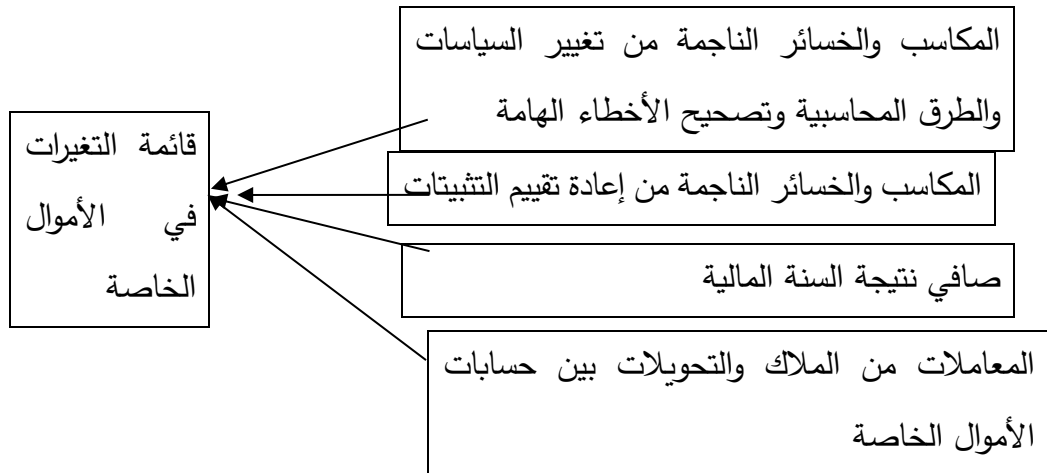 المكاسب والخسائر الناجمة من تغيير السياسات
والطرق المحاسبية وتصحيح الأخطاء الهامة
قائمة التغيرات
في الأموال
الخاصة
المكاسب والخسائر الناجمة من إعادة تقييم التثبيتات
صافي نتيجة السنة المالية
المعاملات من الملاك والتحويلات بين حسابات
الأموال الخاصة